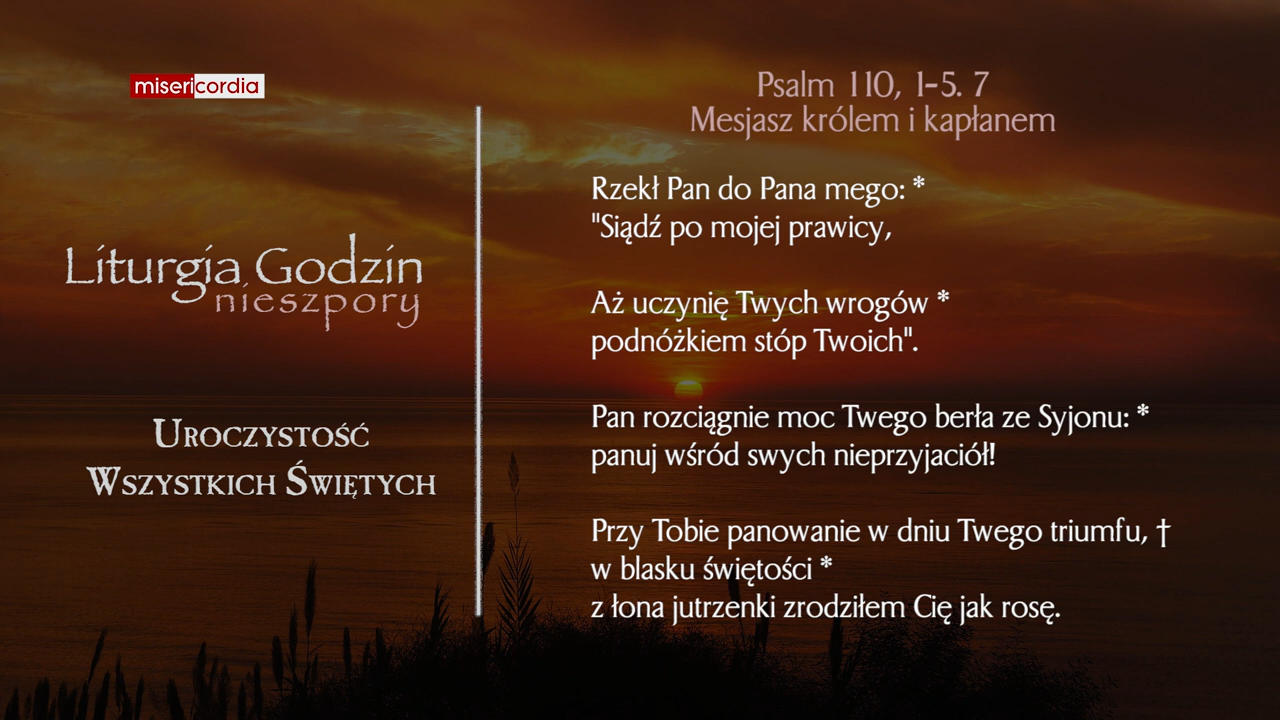 misericordia
Liturgia Godzin
nieszpory
Uroczystość
Wszystkich Świętych
Psalm 110, 1-5. 7
Mesjasz królem i kapłanem
Rzekł Pan do Pana mego: *
"Siądź po mojej prawicy,
Aż uczynię Twych wrogów *
podnóżkiem stóp Twoich".
Pan rozciągnie moc Twego berła ze Syjonu: *
panuj wśród swych nieprzyjaciół!
Przy Tobie panowanie w dniu Twego triumfu, †
w blasku świętości *
z łona jutrzenki zrodziłem Cię jak rosę.